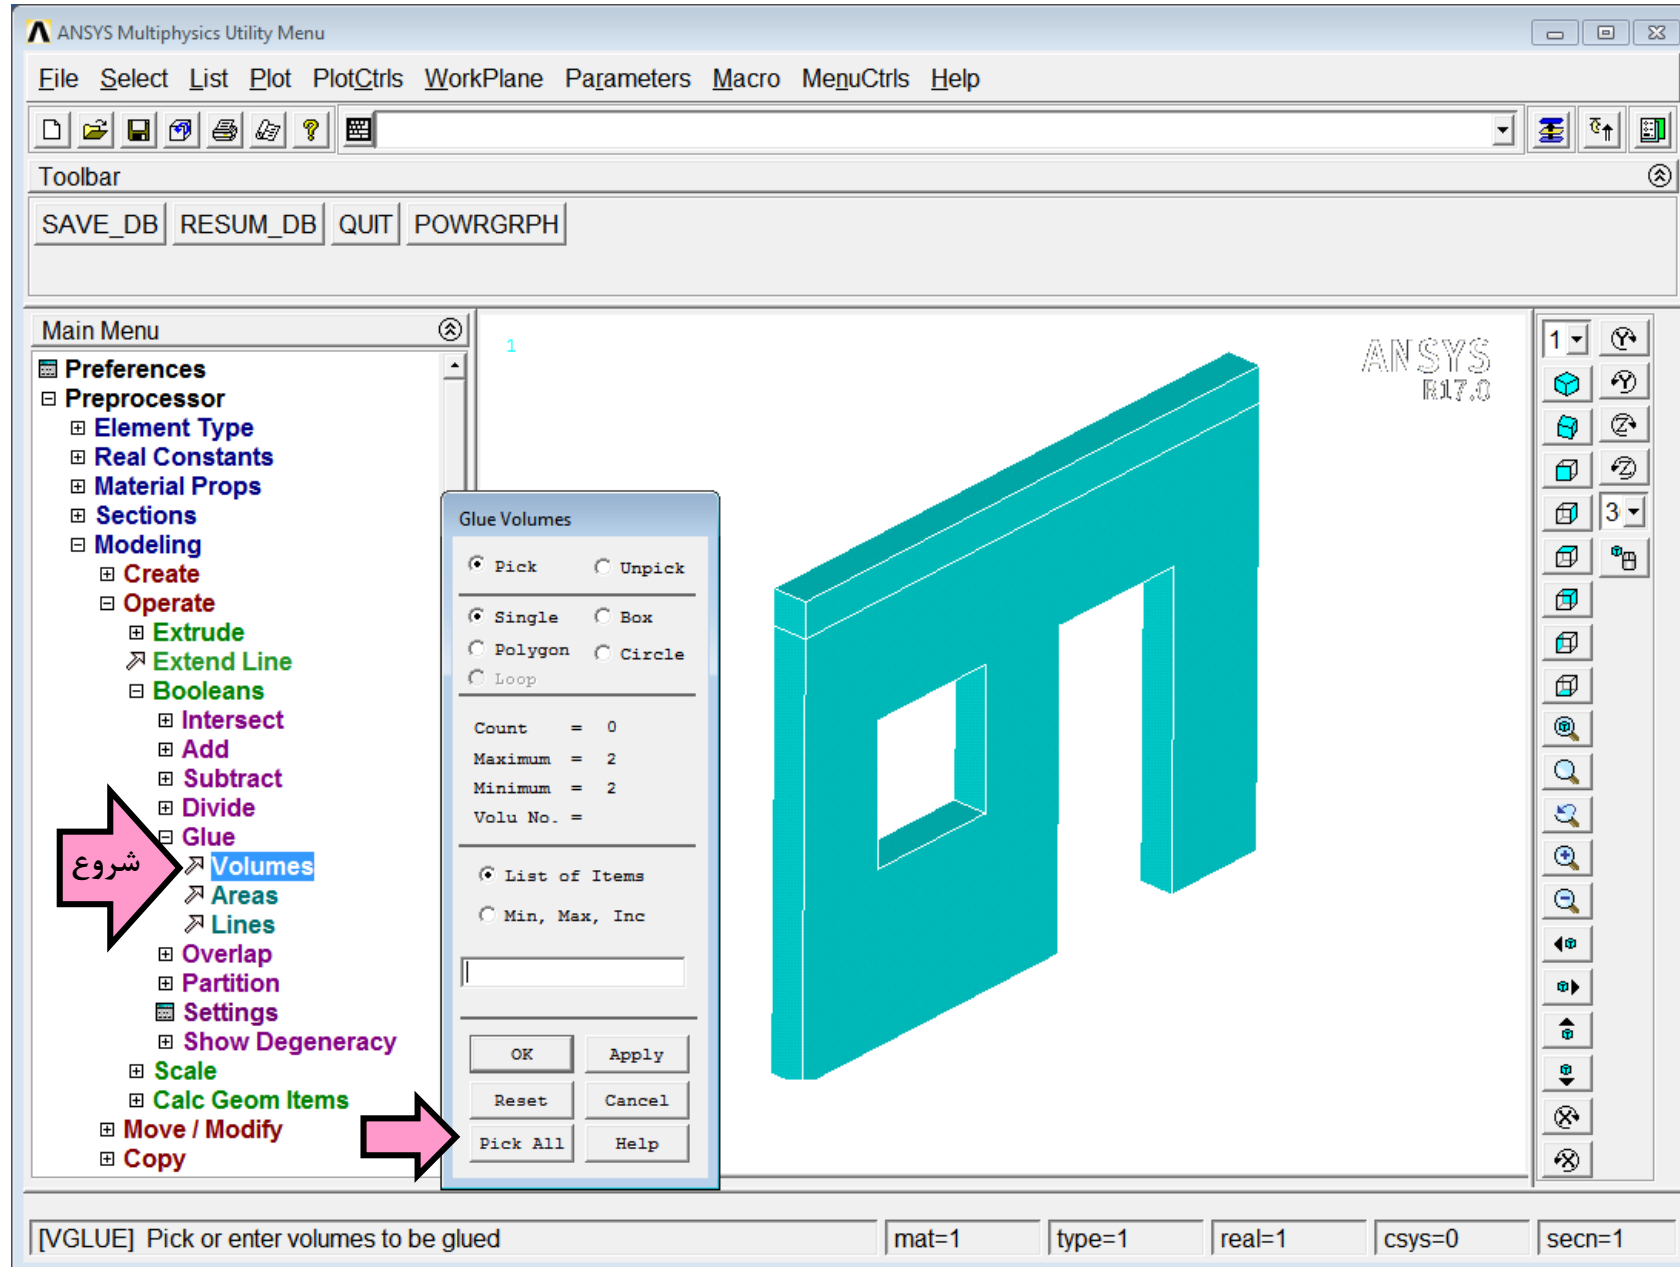 ANSYS Multiphysics Utility Menu
File Select List Plot PlotCtrls WorkPlane Parameters Macro MenuCtrls Help
Toolbar
SAVE_DB RESUM_DB QUIT POWRGRPH
Main Menu
Preferences
Preprocessor
Element Type
Real Constants
Material Props
Sections
Modeling
Create
Operate
Extrude
Extend Line
Booleans
Intersect
Add
Subtract
Divide
Glue
شروع
Volumes
Areas
Lines
Overlap
Partition
Settings
Show Degeneracy
Scale
Calc Geom Items
Move / Modify
Copy
Glue Volumes
Pick Unpick
Single Box
Polygon Circle
Loop
Count = 0
Maximum = 2
Minimum = 2
Volu No. =
List of Items
Min, Max, Inc
OK Apply
Reset Cancel
Pick All Help
1
ANSYS
R17.0
1
3
[VGLUE] Pick or enter volumes to be glued
mat=1 type=1 real=1 csys=0 secn=1